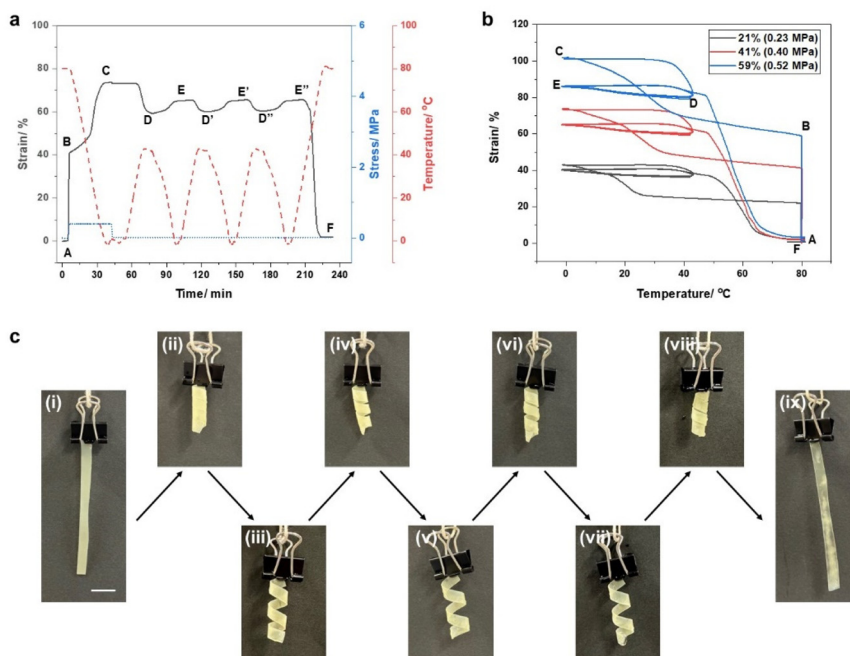 a
100
80
60
40
20
0
Strain/ %
0
30
60
90
120
150
180
210
240
Time/ min
6
4
2
0
Stress/ MPa
100
80
60
40
20
0
Temperature/ °C
A
B
C
D
E
D'
E'
D''
E''
F
b
120
100
80
60
40
20
0
Strain/ %
0
20
40
60
80
Temperature/ °C
21% (0.23 MPa)
41% (0.40 MPa)
59% (0.52 MPa)
C
E
D
B
A
F
c
(i)
(ii)
(iii)
(iv)
(v)
(vi)
(vii)
(viii)
(ix)